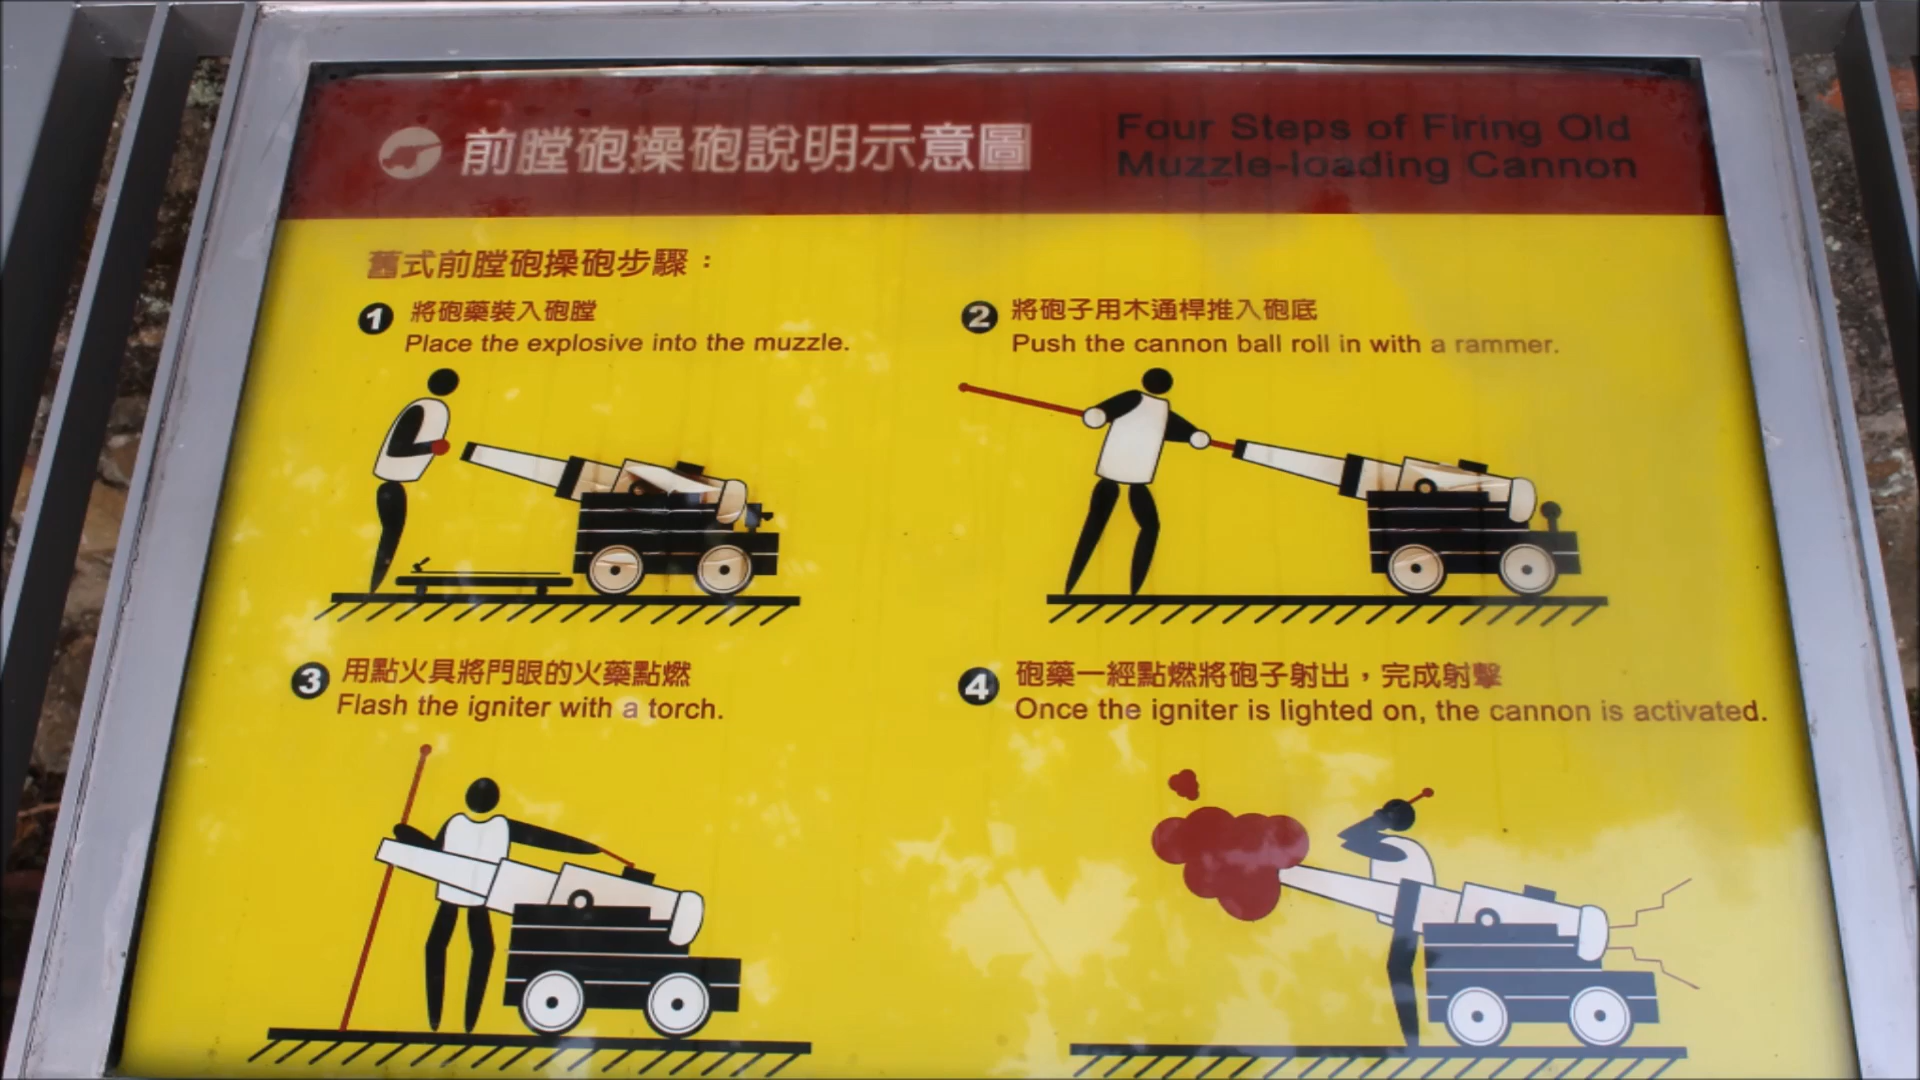 前膛砲操砲說明示意圖
Four Steps of Firing Old
Muzzle-loading Cannon
舊式前膛砲操砲步驟：
1 將砲藥裝入砲膛
Place the explosive into the muzzle.
2 將砲子用木通桿推入砲底
Push the cannon ball roll in with a rammer.
3 用點火具將門眼的火藥點燃
Flash the igniter with a torch.
4 砲藥一經點燃將砲子射出，完成射擊
Once the igniter is lighted on, the cannon is activated.